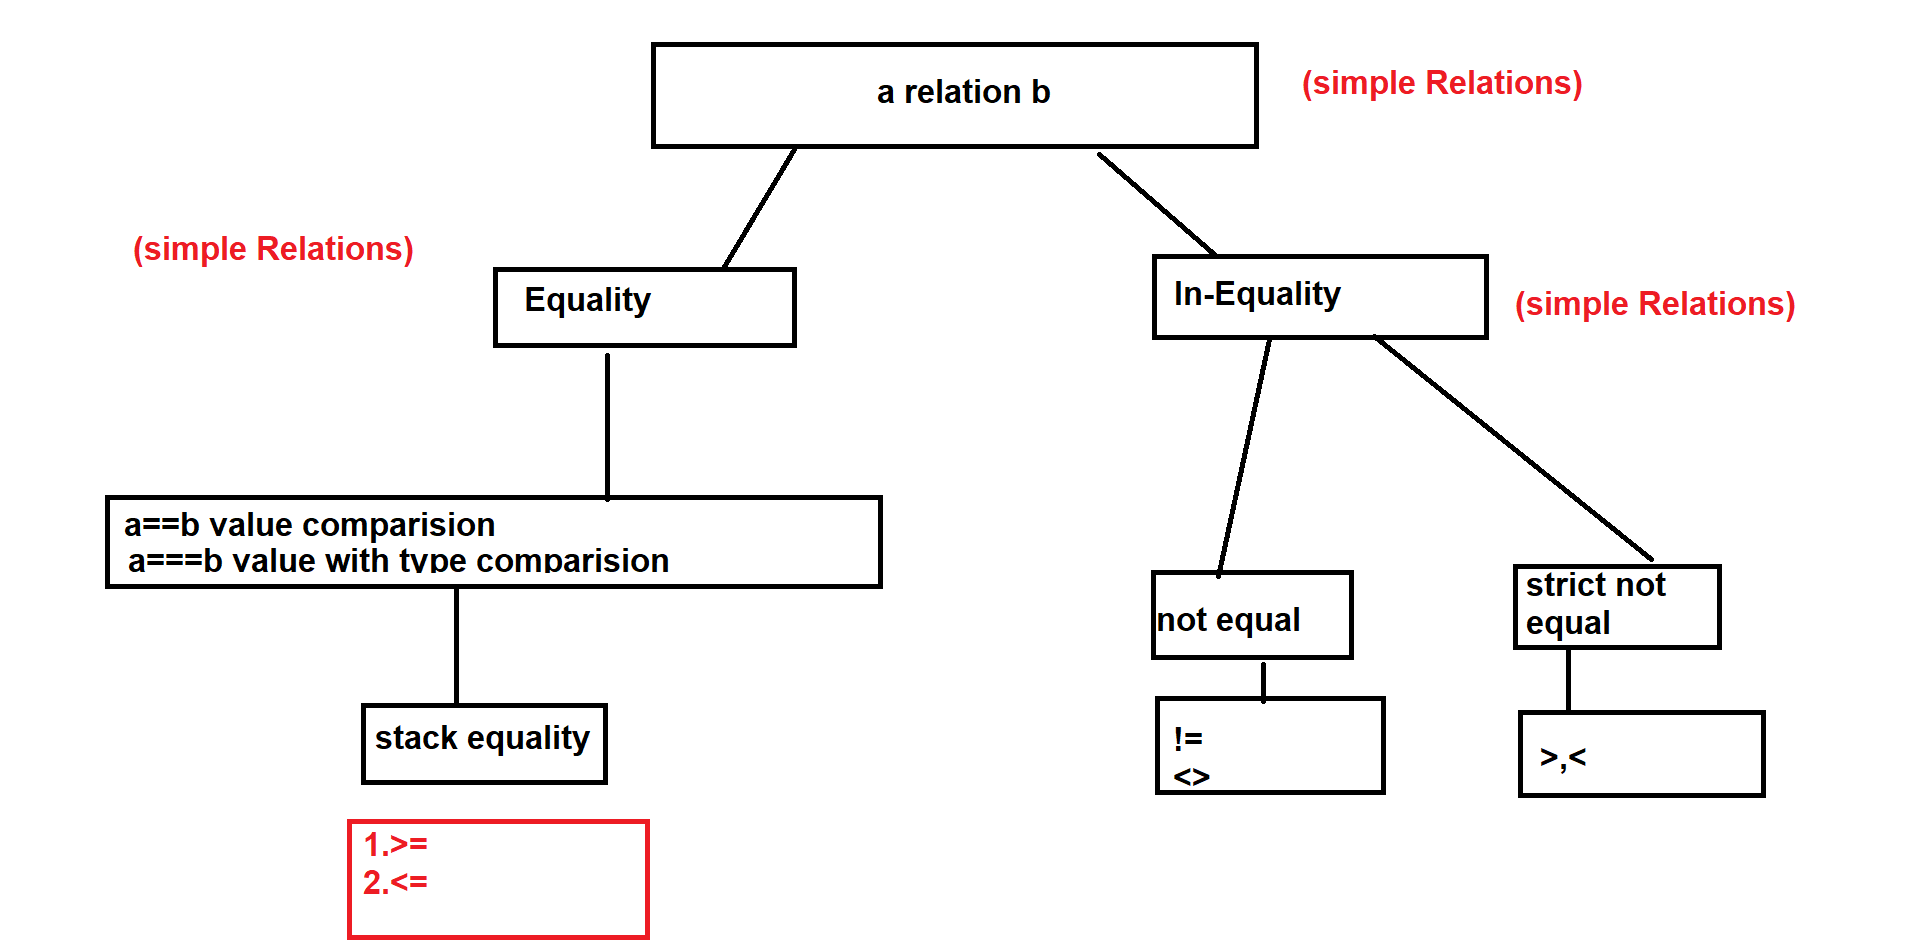 a relation b
(simple Relations)
(simple Relations)
Equality
In-Equality
(simple Relations)
a==b value comparision
a===b value with type comparision
stack equality
1.>=
2.<=
not equal
!=
<>
strict not
equal
>,<